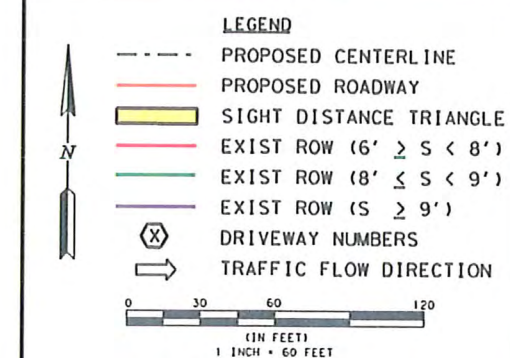 LEGEND
PROPOSED CENTERLINE
PROPOSED ROADWAY
SIGHT DISTANCE TRIANGLE
EXIST ROW (6' ≥ S < 8')
EXIST ROW (8' ≤ S < 9')
EXIST ROW (S ≥ 9')
X DRIVEWAY NUMBERS
TRAFFIC FLOW DIRECTION
N
0 30 60 120
(IN FEET)
1 INCH = 60 FEET